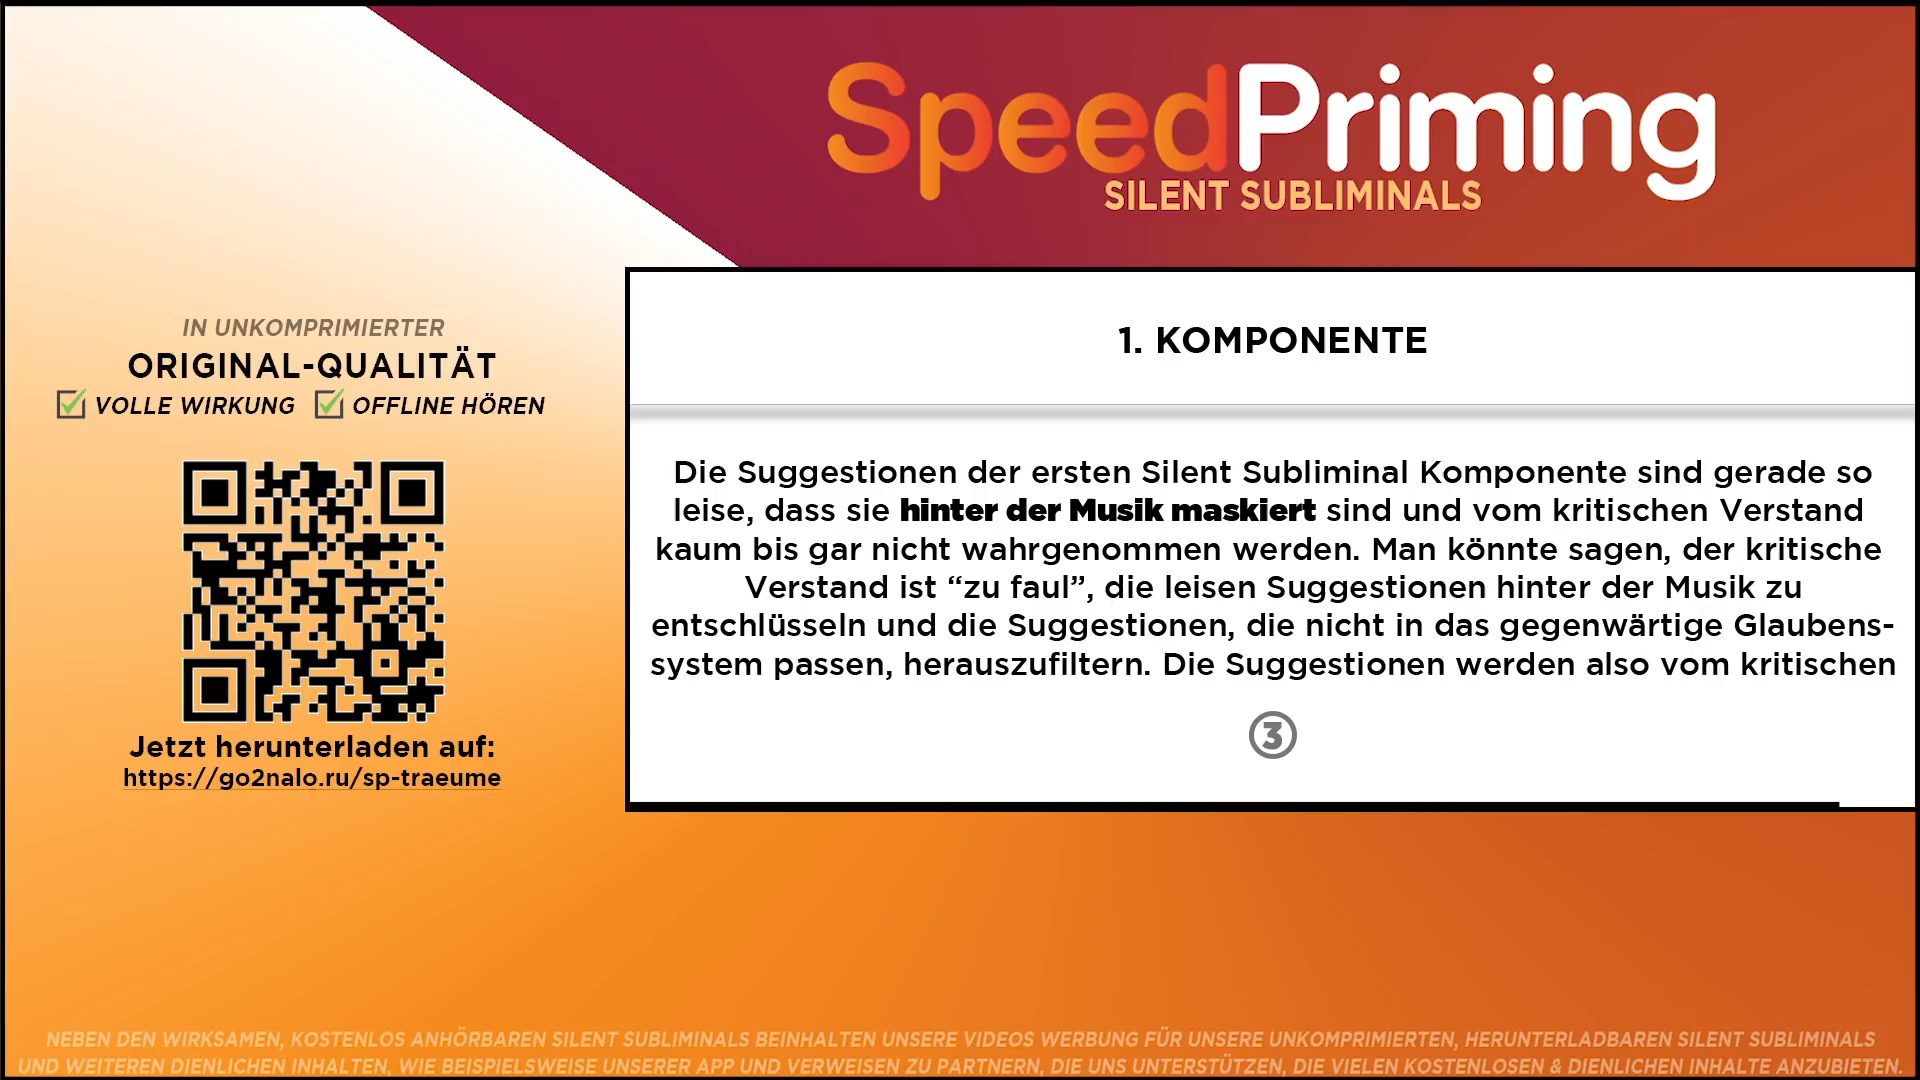 SpeedPriming
SILENT SUBLIMINALS
IN UNKOMPRIMIERTER
ORIGINAL-QUALITÄT
VOLLE WIRKUNG OFFLINE HÖREN
Jetzt herunterladen auf:
https://go2nalo.ru/sp-traeume
1. KOMPONENTE
Die Suggestionen der ersten Silent Subliminal Komponente sind gerade so
leise, dass sie hinter der Musik maskiert sind und vom kritischen Verstand
kaum bis gar nicht wahrgenommen werden. Man könnte sagen, der kritische
Verstand ist “zu faul”, die leisen Suggestionen hinter der Musik zu
entschlüsseln und die Suggestionen, die nicht in das gegenwärtige Glaubens-
system passen, herauszufiltern. Die Suggestionen werden also vom kritischen
3
NEBEN DEN WIRKSAMEN, KOSTENLOS ANHÖRBAREN SILENT SUBLIMINALS BEINHALTEN UNSERE VIDEOS WERBUNG FÜR UNSERE UNKOMPRIMIERTEN, HERUNTERLADBAREN SILENT SUBLIMINALS
UND WEITEREN DIENLICHEN INHALTEN, WIE BEISPIELSWEISE UNSERER APP UND VERWEISEN ZU PARTNERN, DIE UNS UNTERSTÜTZEN, DIE VIELEN KOSTENLOSEN & DIENLICHEN INHALTE ANZUBIETEN.